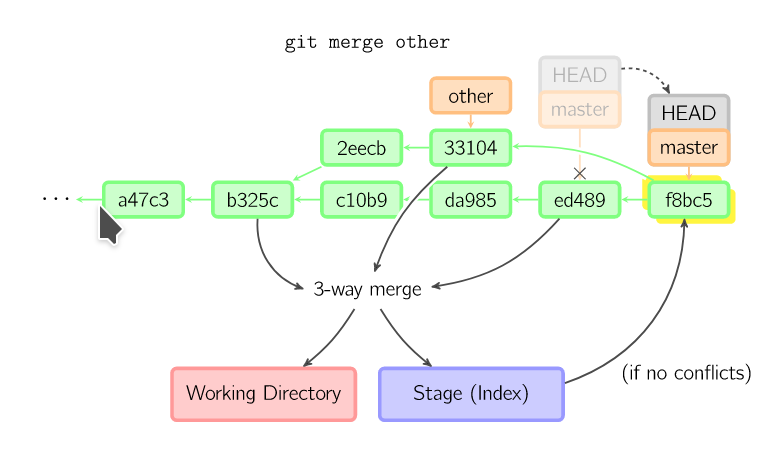 git merge other
HEAD
other
master
HEAD
2eecb
33104
master
...
a47c3
b325c
c10b9
da985
ed489
f8bc5
3-way merge
(if no conflicts)
Working Directory
Stage (Index)